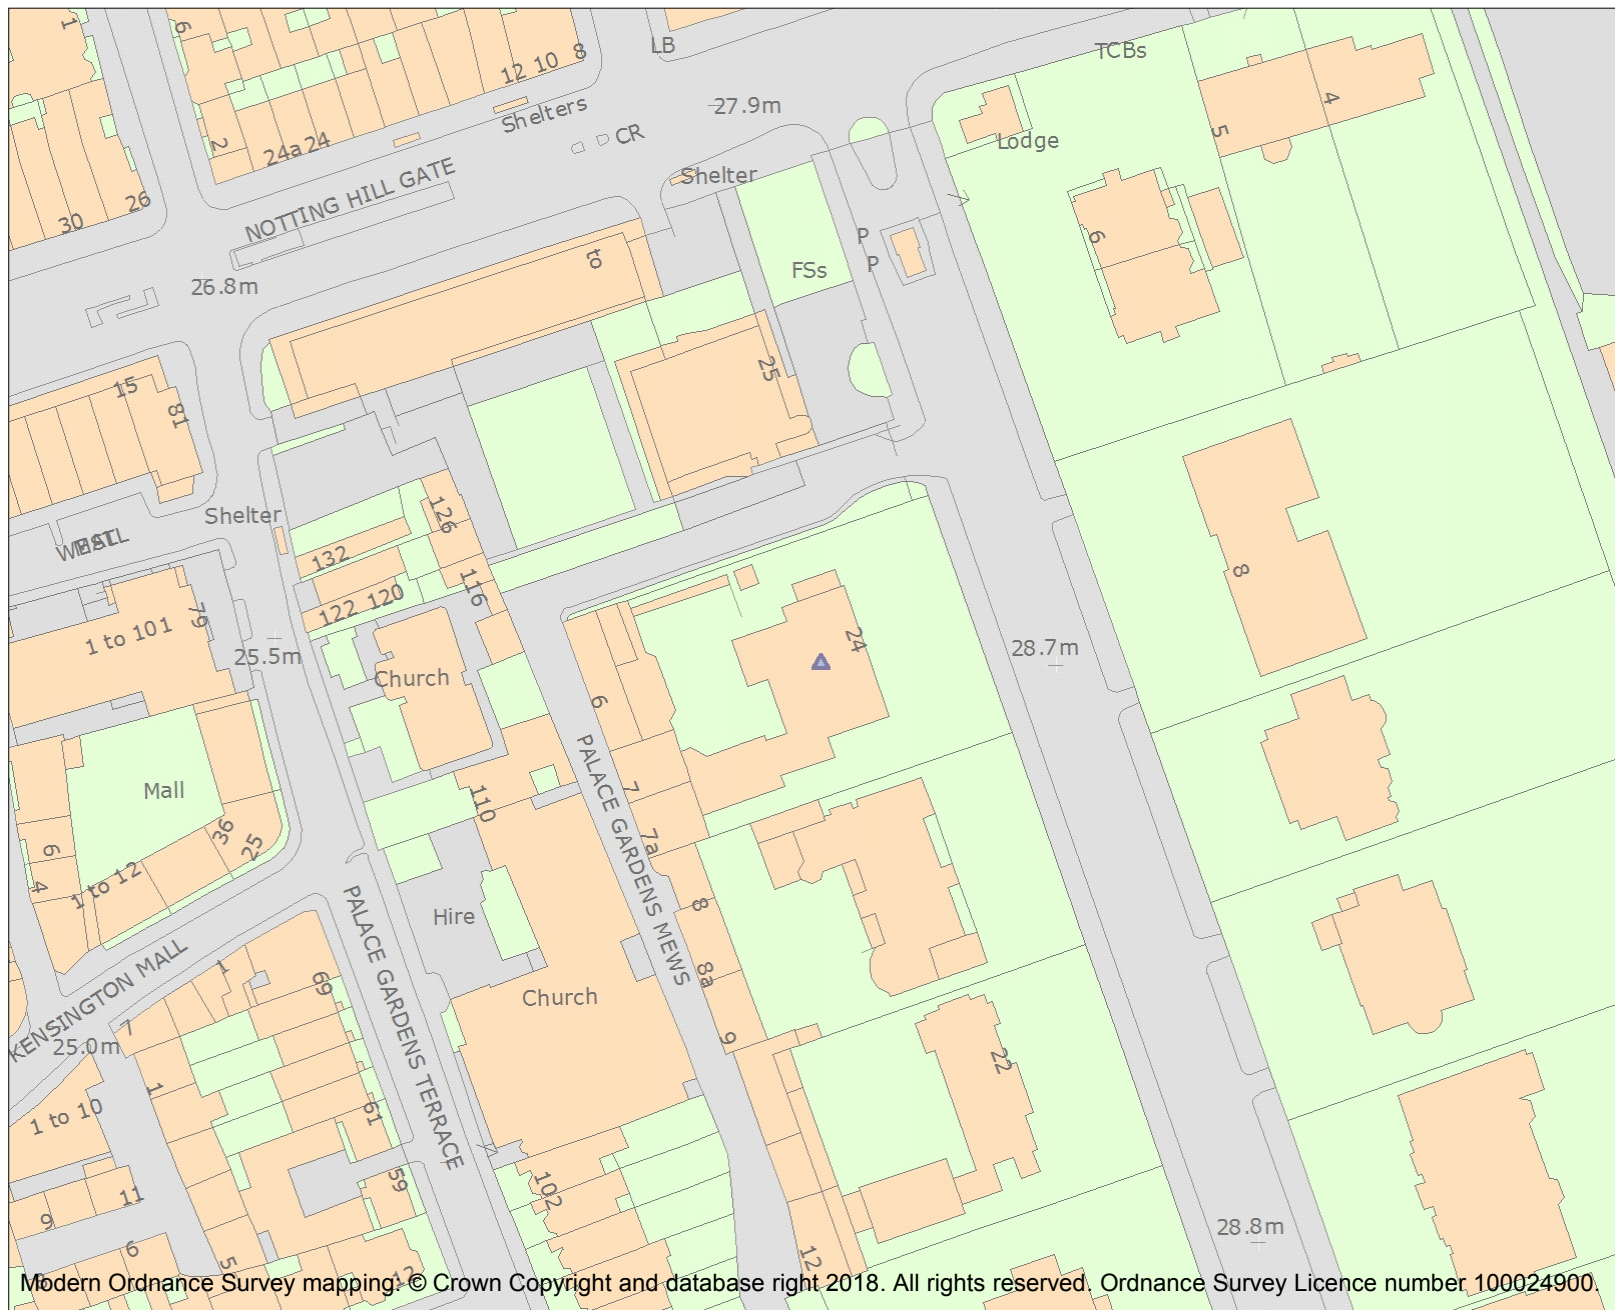 1
6
LB
8
10
12
TCBs
4
5
27.9m
Shelters
CR
Lodge
2
24a
24
Shelter
26
30
NOTTING HILL GATE
6
P
P
FSs
to
26.8m
15
81
25
126
Shelter
132
116
122
120
79
1 to 101
25.5m
Church
8
24
28.7m
6
PALACE GARDENS MEWS
7
Mall
110
36
25
7a
6
4
1 to 12
PALACE GARDENS TERRACE
Hire
8
8a
KENSINGTON MALL
1
69
Church
9
7
25.0m
22
1
61
1 to 10
59
102
11
9
28.8m
6
5
12
12
Modern Ordnance Survey mapping: © Crown Copyright and database right 2018. All rights reserved. Ordnance Survey Licence number 100024900.